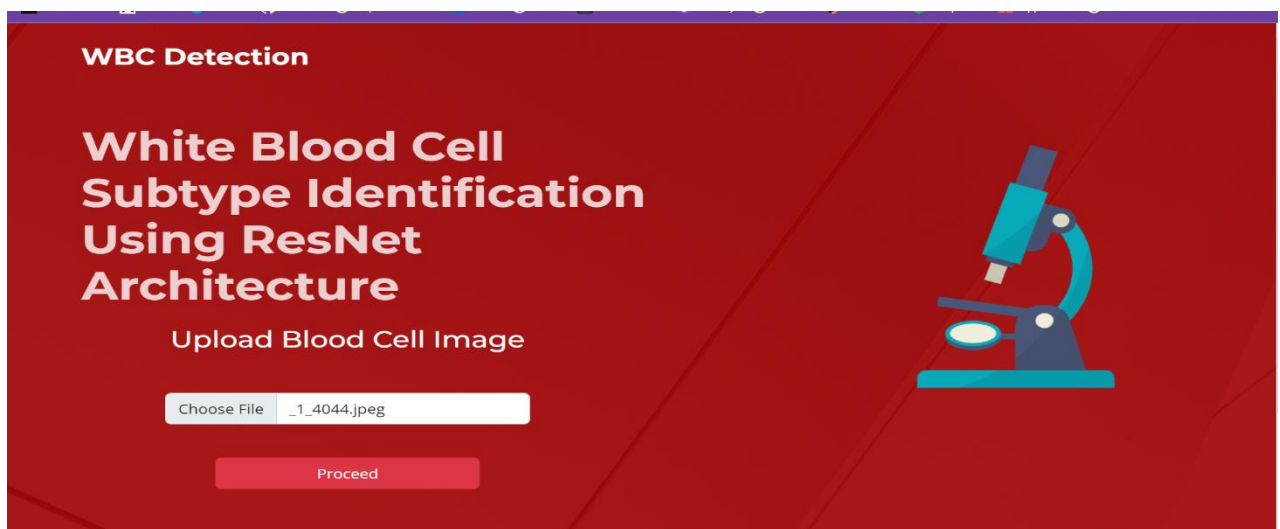 WBC Detection
White Blood Cell
Subtype Identification
Using ResNet
Architecture
Upload Blood Cell Image
Choose File _1_4044.jpeg
Proceed